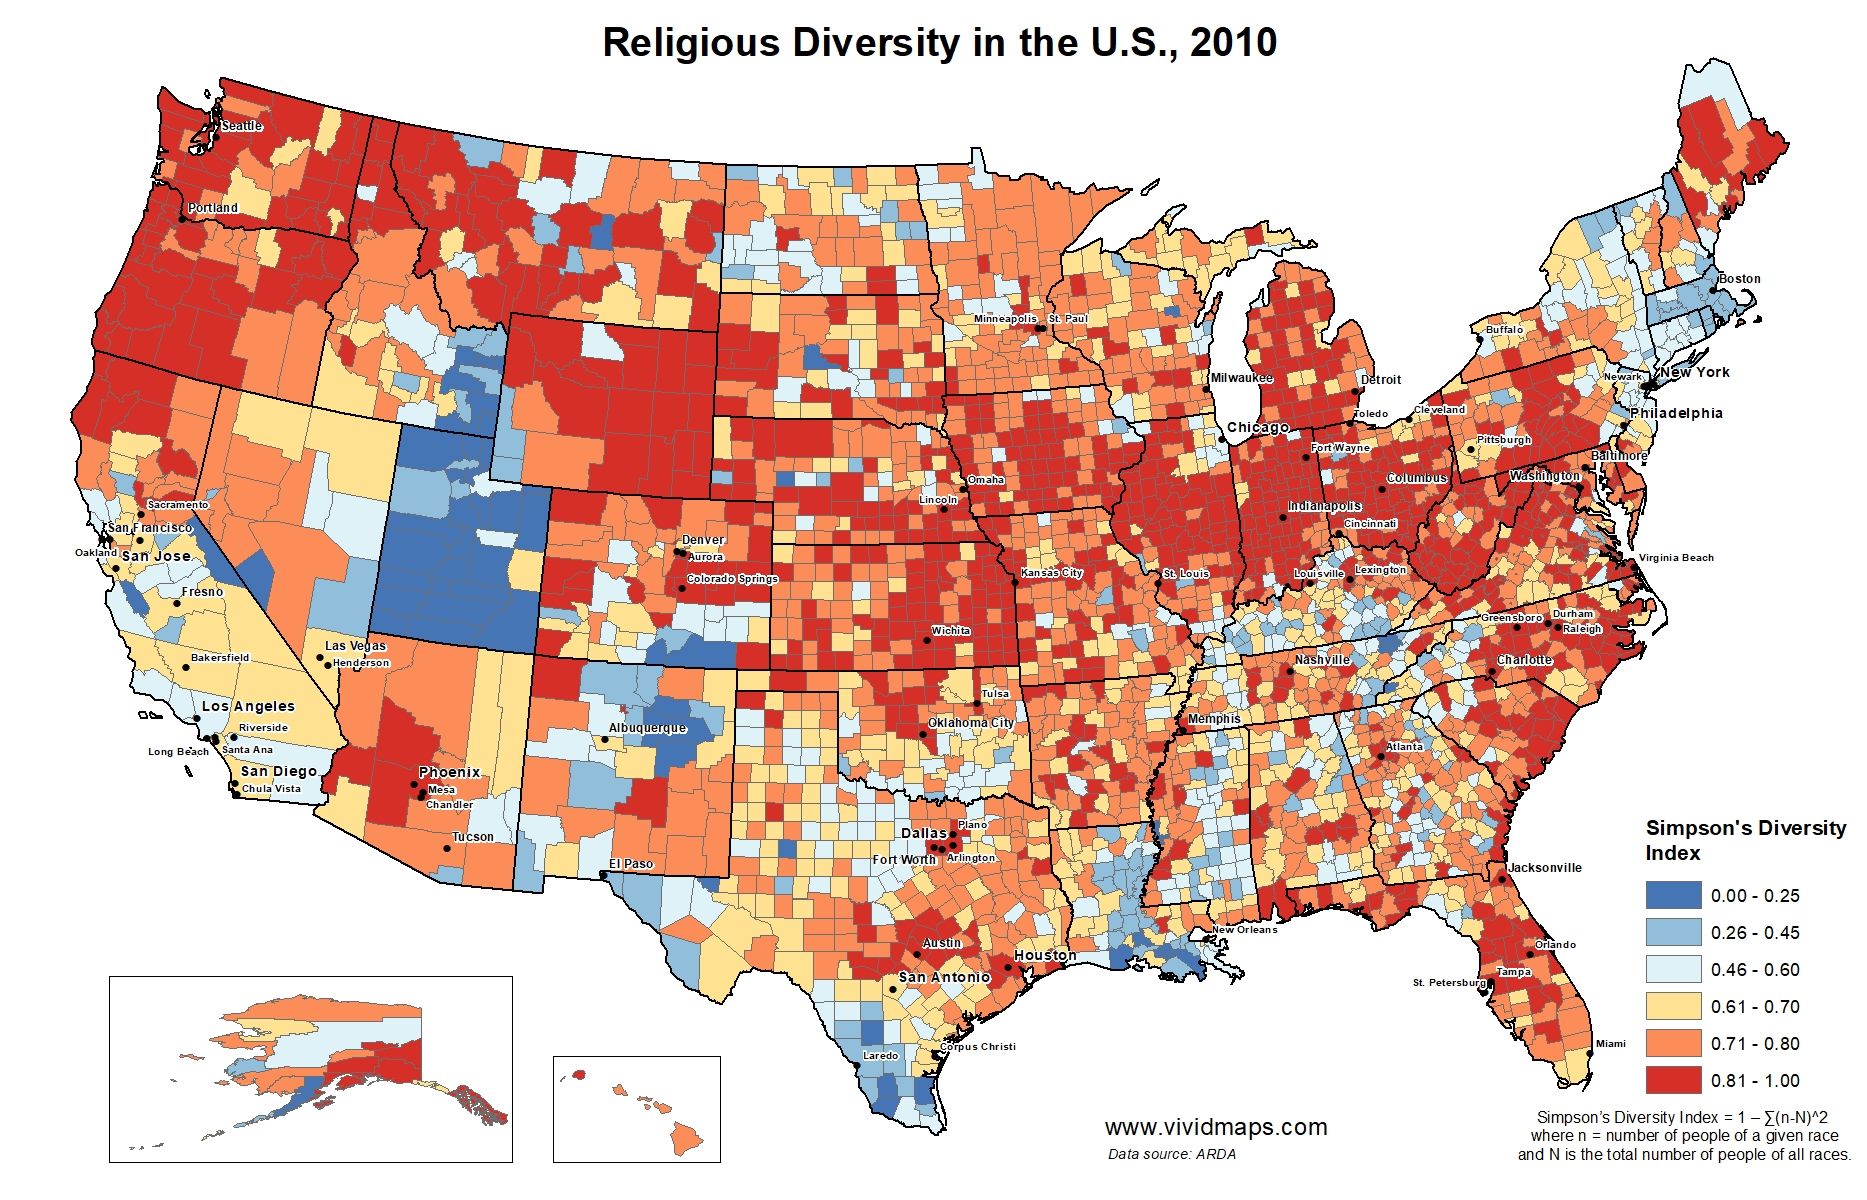 Religious Diversity in the U.S., 2010
Seattle
Portland
Boston
Minneapolis
St. Paul
Buffalo
Milwaukee
Detroit
Newark
New York
Chicago
Toledo
Cleveland
Philadelphia
Fort Wayne
Pittsburgh
Baltimore
Omaha
Columbus
Washington
Lincoln
Sacramento
Indianapolis
San Francisco
Cincinnati
Oakland
San Jose
Denver
Aurora
Virginia Beach
Colorado Springs
Kansas City
St. Louis
Louisville
Lexington
Fresno
Greensboro
Durham
Raleigh
Wichita
Las Vegas
Henderson
Bakersfield
Nashville
Charlotte
Tulsa
Los Angeles
Oklahoma City
Memphis
Riverside
Albuquerque
Long Beach
Santa Ana
Atlanta
San Diego
Phoenix
Chula Vista
Mesa
Chandler
Tucson
Plano
Dallas
Fort Worth
Arlington
El Paso
Jacksonville
New Orleans
Austin
Orlando
Houston
San Antonio
Tampa
St. Petersburg
Miami
Corpus Christi
Laredo
Simpson's Diversity
Index
0.00 - 0.25
0.26 - 0.45
0.46 - 0.60
0.61 - 0.70
0.71 - 0.80
0.81 - 1.00
Simpson's Diversity Index = 1 – ∑(n-N)^2
where n = number of people of a given race
and N is the total number of people of all races.
www.vividmaps.com
Data source: ARDA